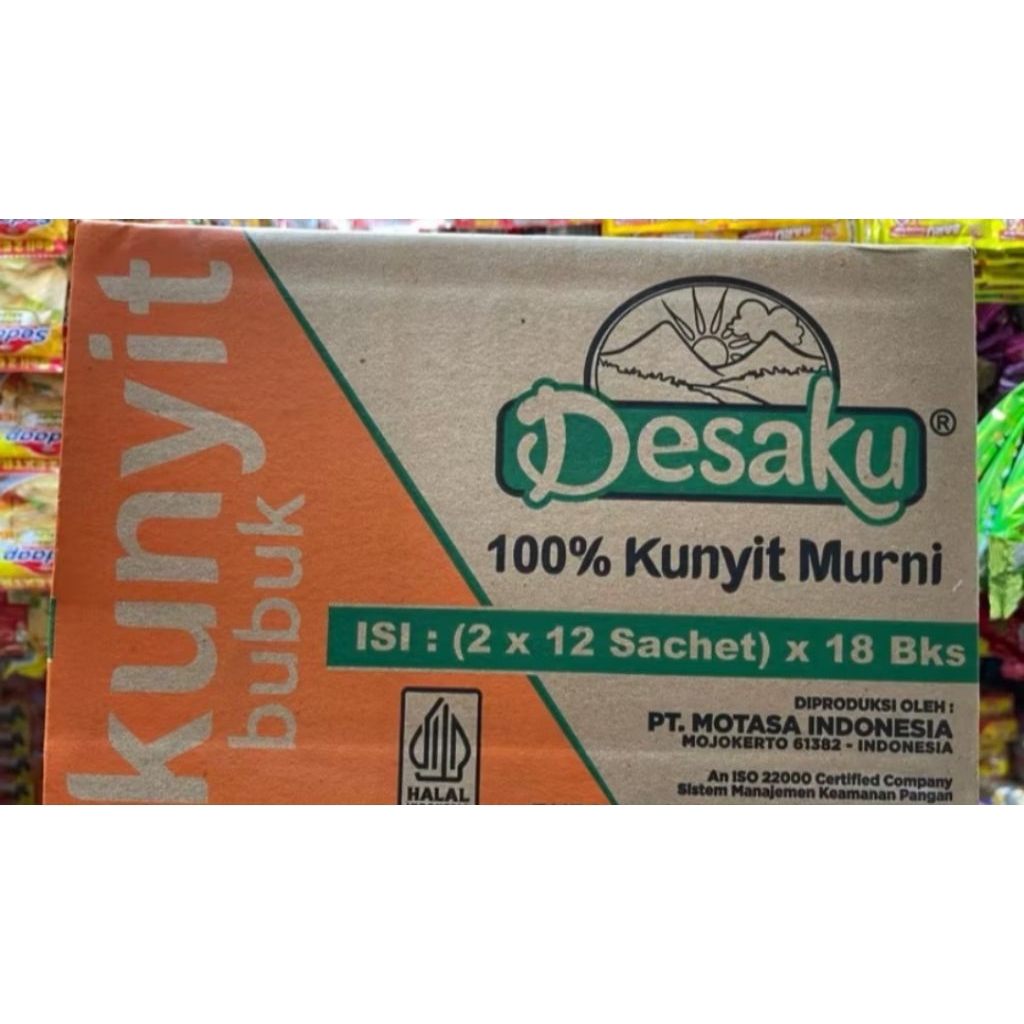 kunyit
bubuk
Desaku®
100% Kunyit Murni
ISI : (2 x 12 Sachet) x 18 Bks
DIPRODUKSI OLEH :
PT. MOTASA INDONESIA
MOJOKERTO 61382 - INDONESIA
An ISO 22000 Certified Company
Sistem Manajemen Keamanan Pangan
HALAL